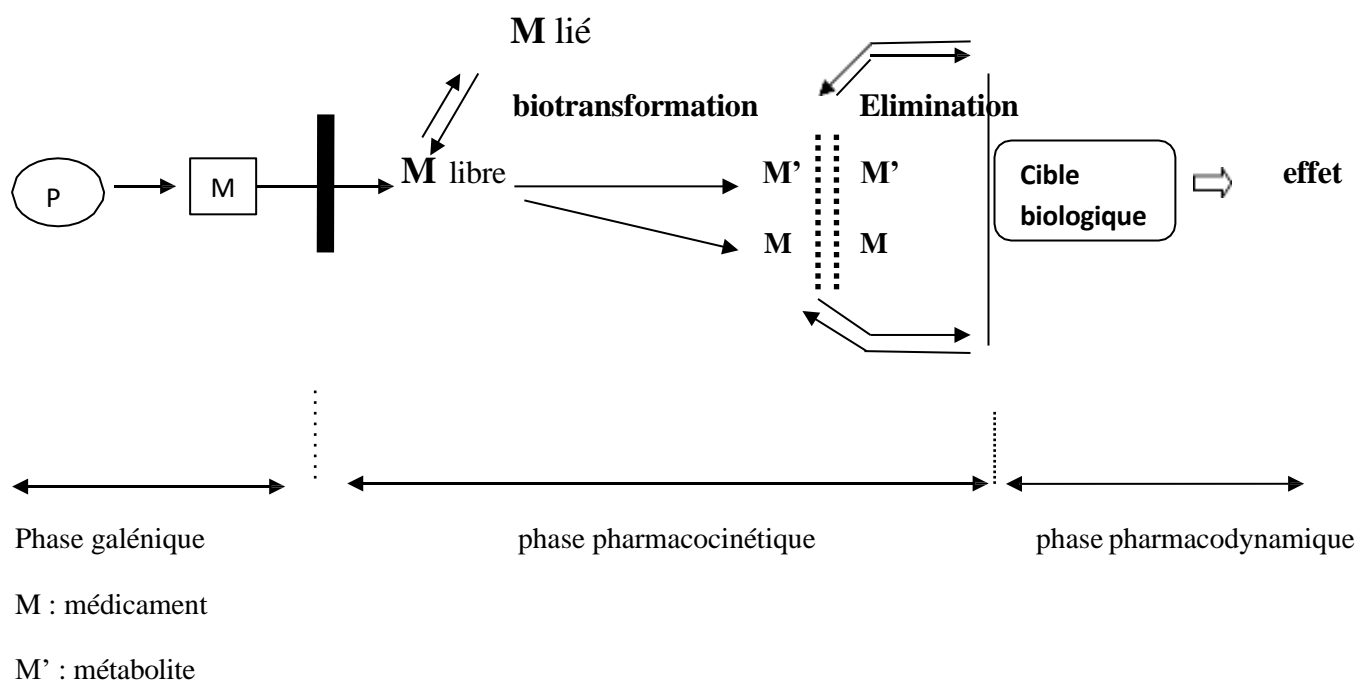 M lié
biotransformation Elimination
P M M libre M’ M’ Cible biologique effet
M M
Phase galénique phase pharmacocinétique phase pharmacodynamique
M : médicament
M’ : métabolite